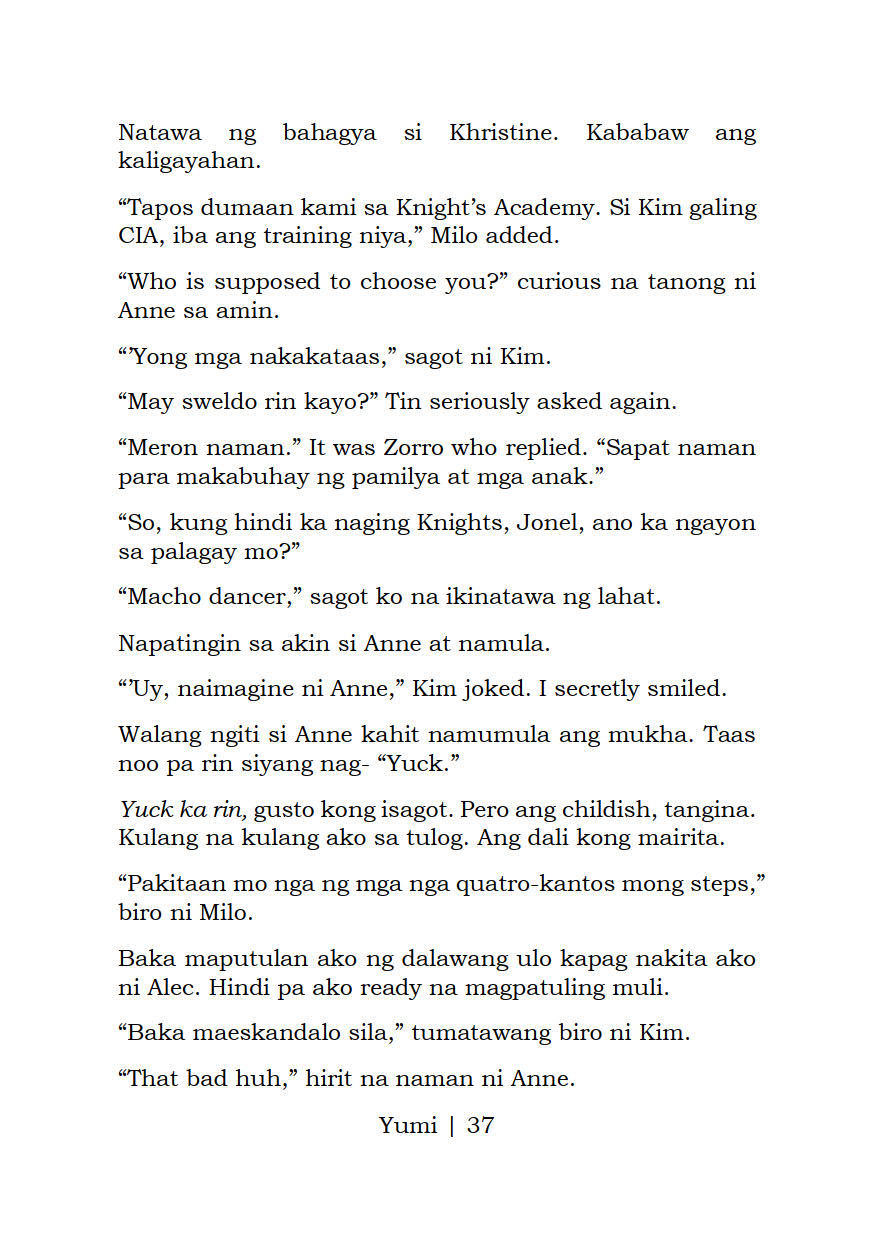 Natawa ng bahagya si Khristine. Kababaw ang
kaligayahan.
“Tapos dumaan kami sa Knight’s Academy. Si Kim galing
CIA, iba ang training niya,” Milo added.
“Who is supposed to choose you?” curious na tanong ni
Anne sa amin.
“’Yong mga nakakataas,” sagot ni Kim.
“May sweldo rin kayo?” Tin seriously asked again.
“Meron naman.” It was Zorro who replied. “Sapat naman
para makabuhay ng pamilya at mga anak.”
“So, kung hindi ka naging Knights, Jonel, ano ka ngayon
sa palagay mo?”
“Macho dancer,” sagot ko na ikinatawa ng lahat.
Napatingin sa akin si Anne at namula.
“’Uy, naimagine ni Anne,” Kim joked. I secretly smiled.
Walang ngiti si Anne kahit namumula ang mukha. Taas
noo pa rin siyang nag- “Yuck.”
Yuck ka rin, gusto kong isagot. Pero ang childish, tangina.
Kulang na kulang ako sa tulog. Ang dali kong mairita.
“Pakitaan mo nga ng mga nga quatro-kantos mong steps,”
biro ni Milo.
Baka maputulan ako ng dalawang ulo kapag nakita ako
ni Alec. Hindi pa ako ready na magpatuling muli.
“Baka maeskandalo sila,” tumatawang biro ni Kim.
“That bad huh,” hirit na naman ni Anne.
Yumi | 37